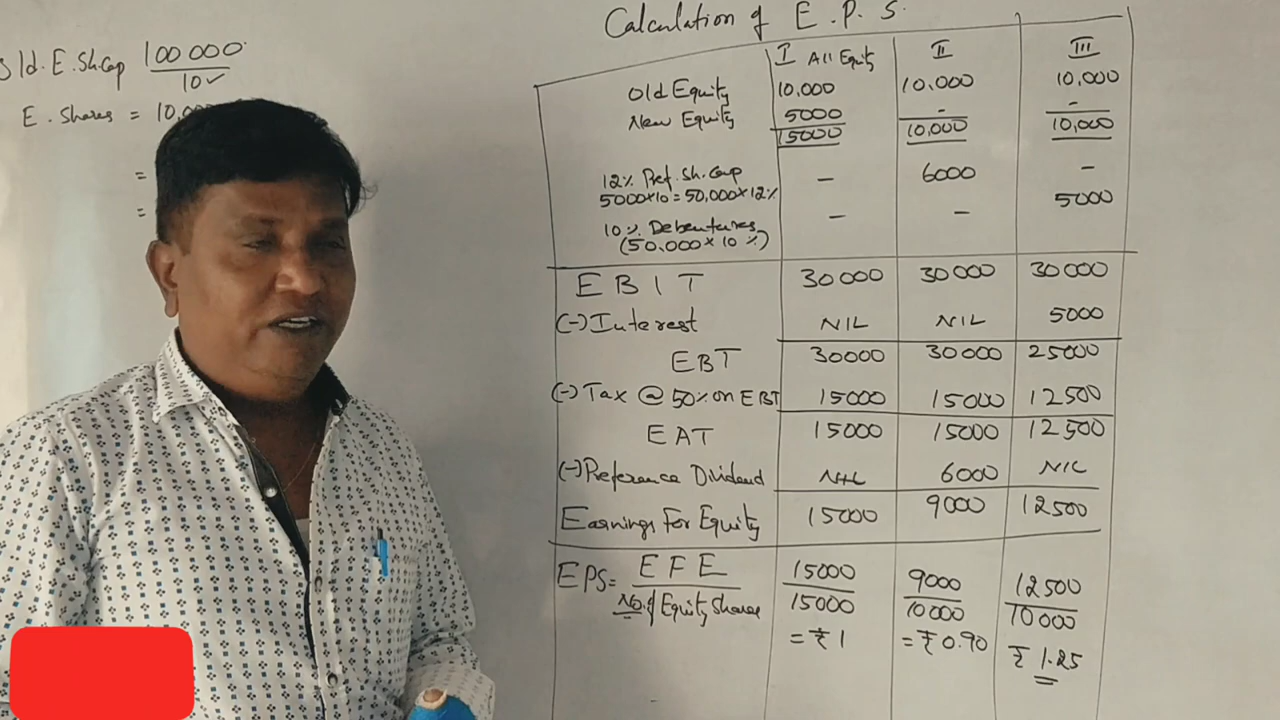 Calculation of E.P.S.
Old. E. Sh. Cap 100000
10 ✓
E. Shares = 10,0
=
=
I All Equity II III
Old Equity 10,000 10,000 10,000
New Equity 5000 - -
15000 10,000 10,000
12% Pref. Sh. Cap - 6000 -
5000×10=50,000×12%
10% Debentures - - 5000
(50,000×10%)
EBIT 30000 30000 30000
(-) Interest NIL NIL 5000
EBT 30000 30000 25000
(-) Tax @ 50% on EBT 15000 15000 12500
EAT 15000 15000 12500
(-) Preference Dividend NIL 6000 NIL
Earnings For Equity 15000 9000 12500
EPS= EFE 15000 9000 12500
No. of Equity Shares 15000 10000 10000
= ₹ 1 = ₹ 0.90 ₹ 1.25